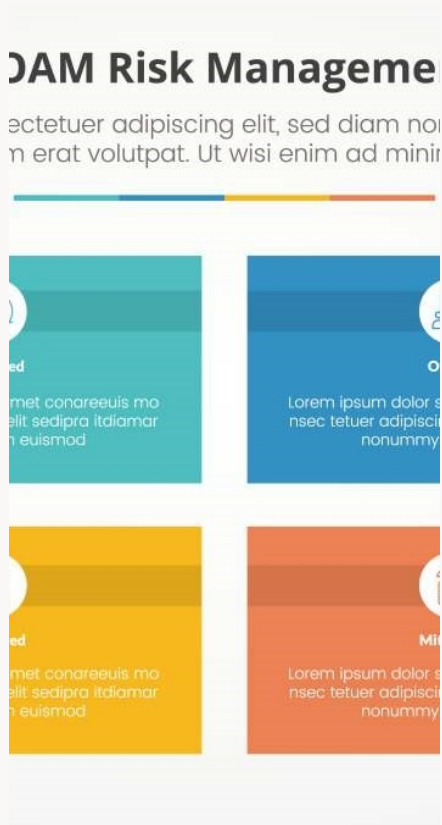 OAM Risk Manageme
ectetuer adipiscing elit, sed diam no
m erat volutpat. Ut wisi enim ad minim
ed
met conareeuis mo
elit sedipra itdiamar
euismod
O
Lorem ipsum dolor s
nsec tetuer adipisci
nonummy
ed
met conareeuis mo
elit sedipra itdiamar
euismod
Mit
Lorem ipsum dolor s
nsec tetuer adipisci
nonummy